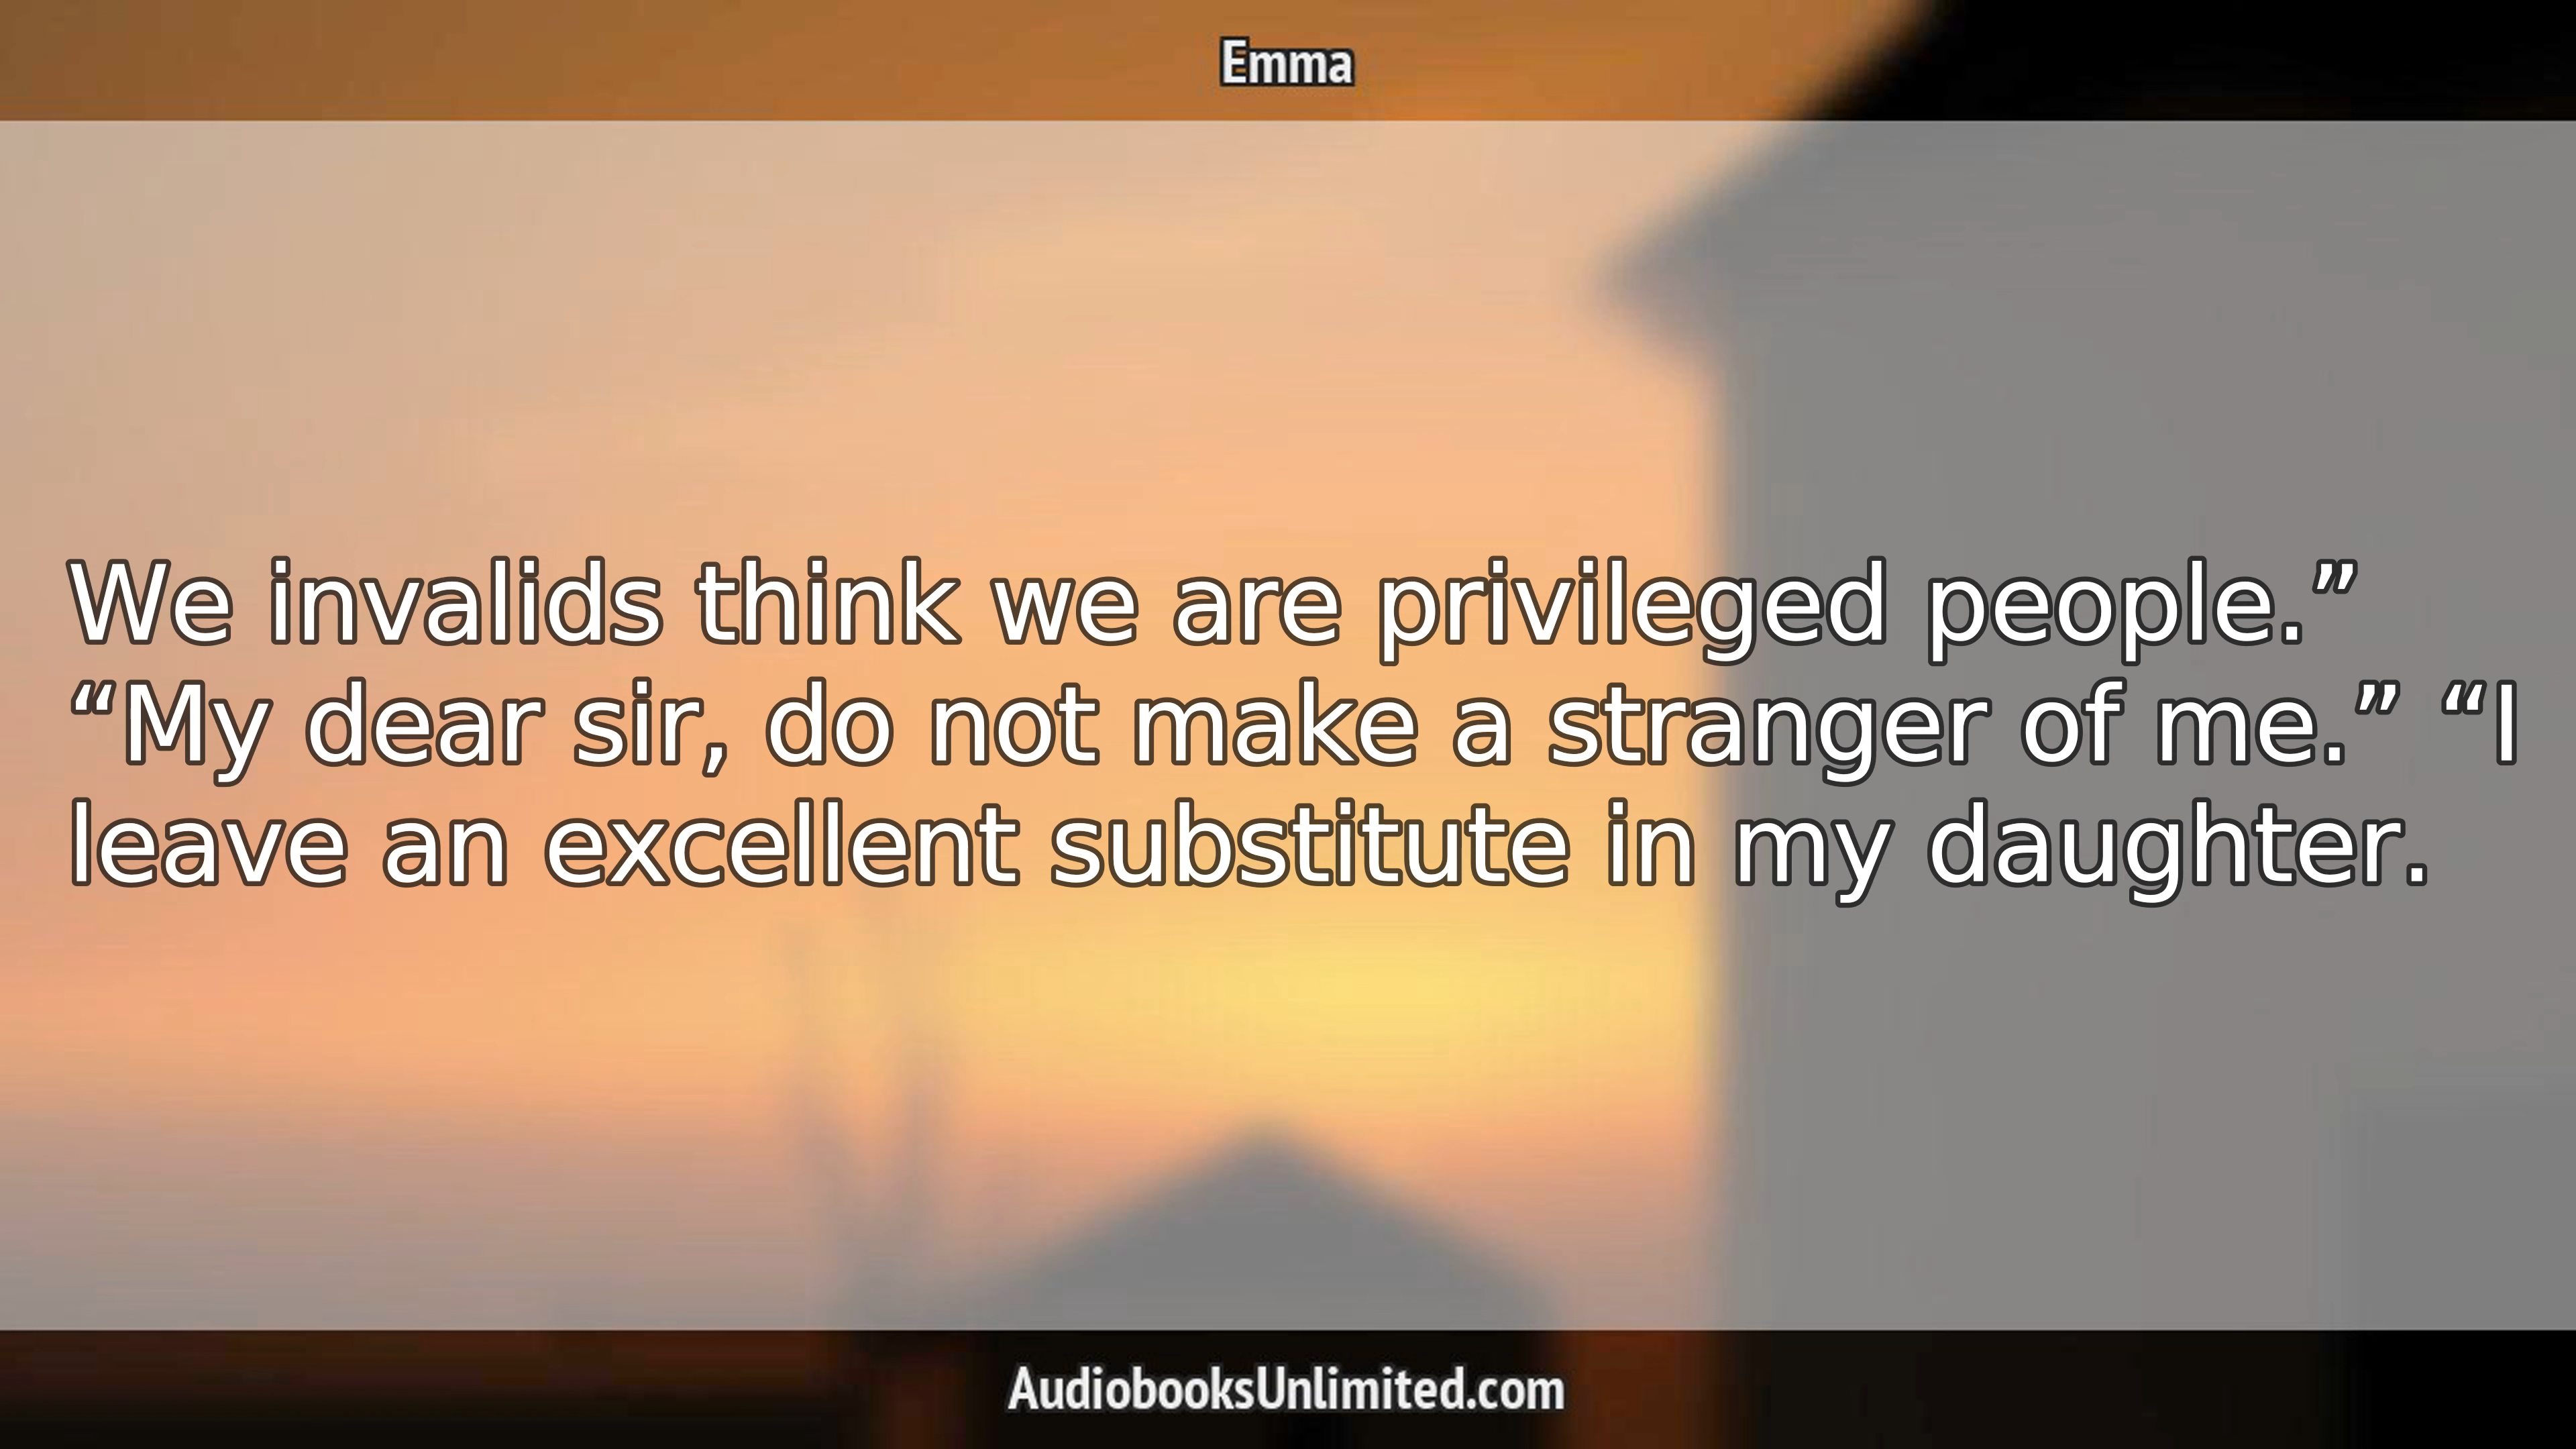 Emma
We invalids think we are privileged people.”
“My dear sir, do not make a stranger of me.” “I
leave an excellent substitute in my daughter.
AudiobooksUnlimited.com